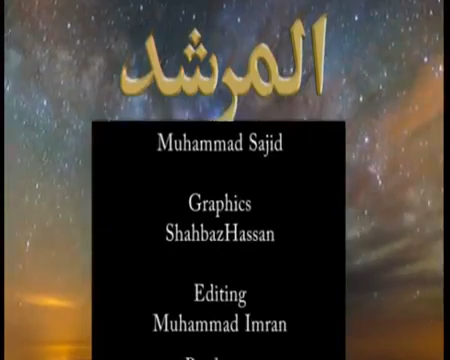 المرشد
Muhammad Sajid
Graphics
ShahbazHassan
Editing
Muhammad Imran